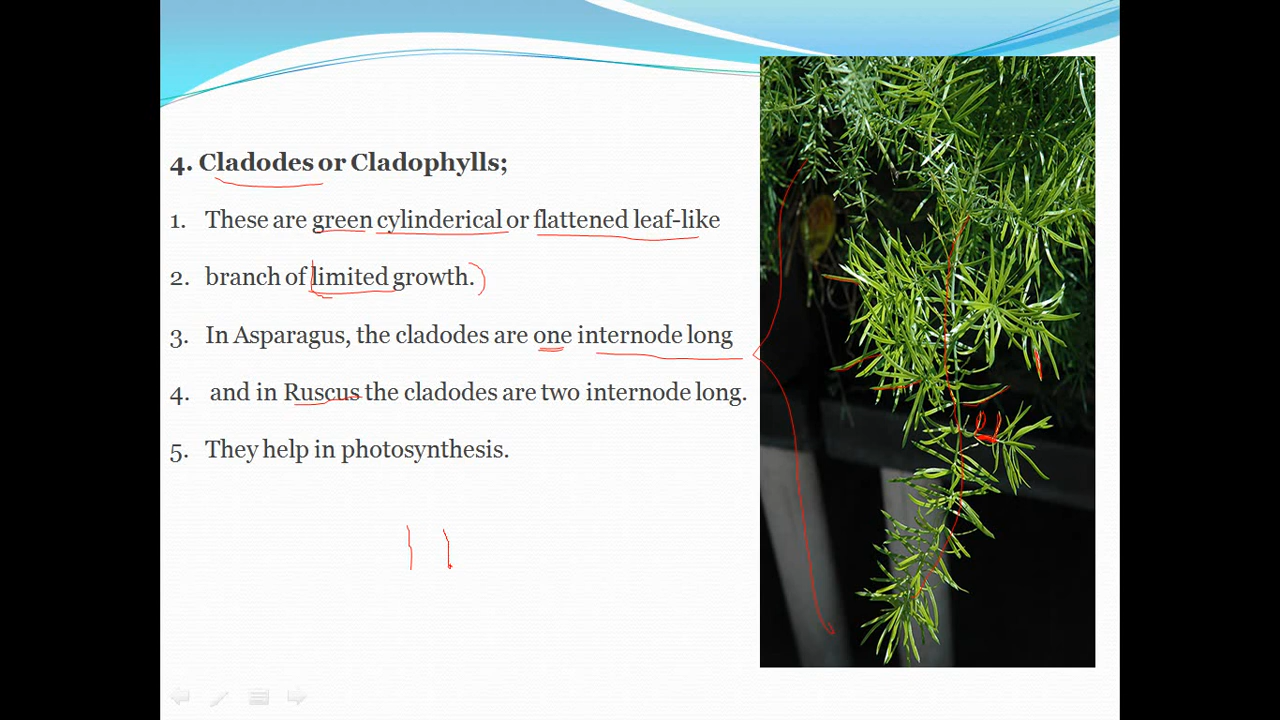 4. Cladodes or Cladophylls;
1. These are green cylinderical or flattened leaf-like
2. branch of limited growth.
3. In Asparagus, the cladodes are one internode long
4. and in Ruscus the cladodes are two internode long.
5. They help in photosynthesis.